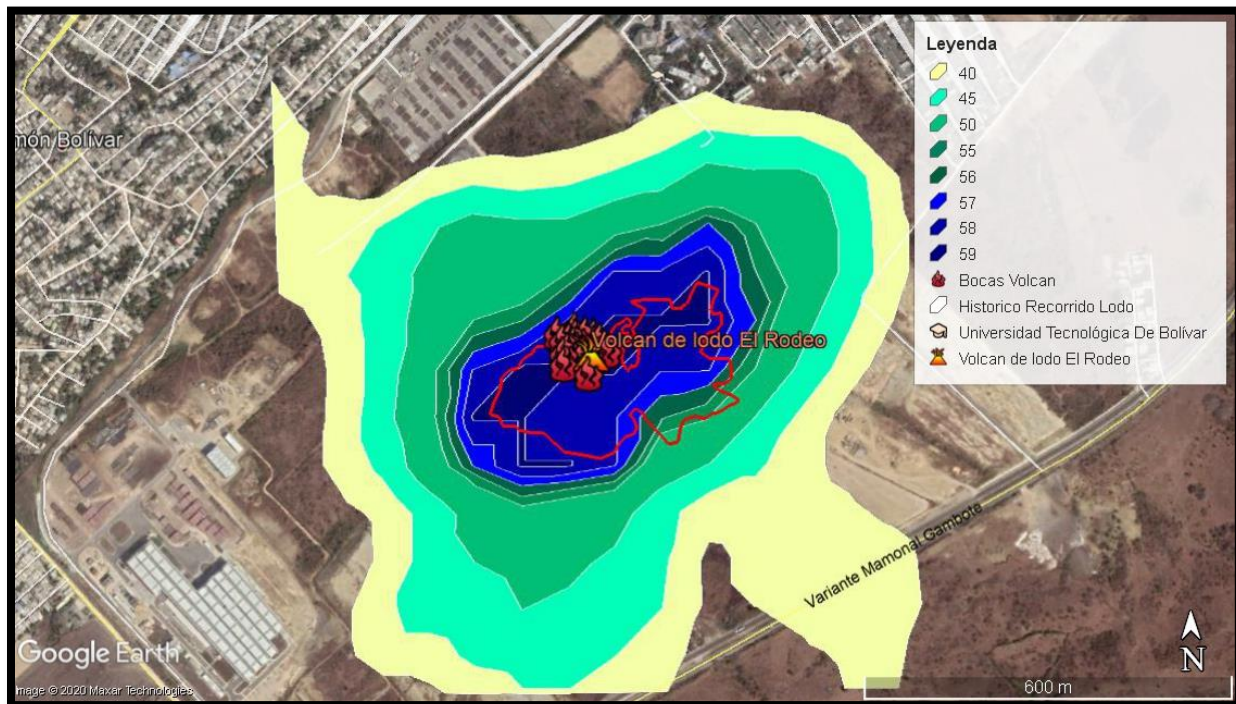 Leyenda
40
45
50
55
56
57
58
59
Bocas Volcan
Historico Recorrido Lodo
Universidad Tecnológica De Bolívar
Volcan de lodo El Rodeo
món Bolívar
Volcan de lodo El Rodeo
Variante Mamonal Gambote
Google Earth
mage © 2020 Maxar Technologies
N
600 m